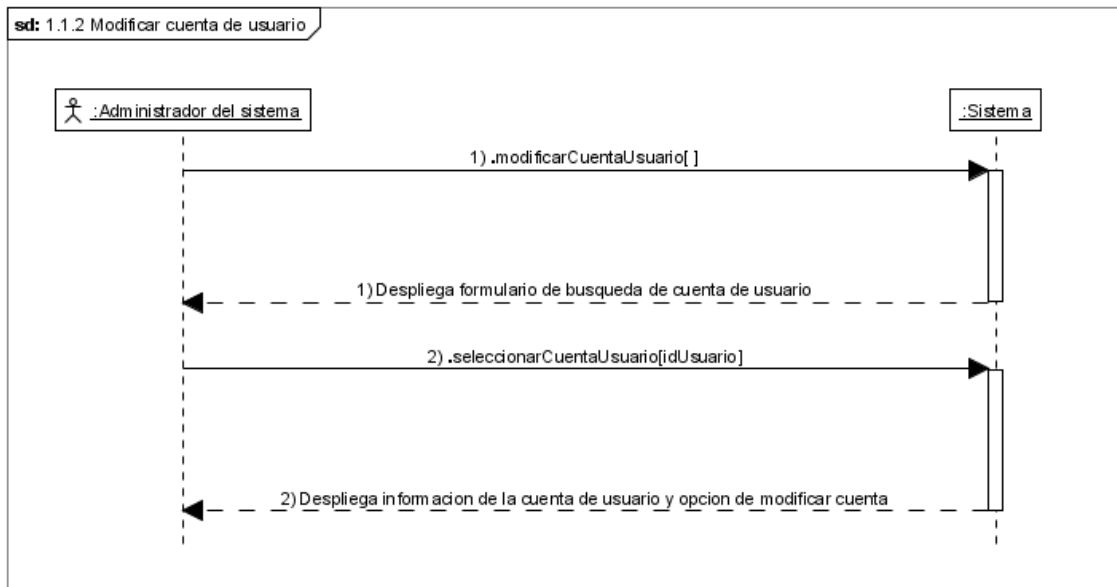 sd: 1.1.2 Modificar cuenta de usuario
:Administrador del sistema
:Sistema
1) .modificarCuentaUsuario[ ]
1) Despliega formulario de busqueda de cuenta de usuario
2) .seleccionarCuentaUsuario[idUsuario]
2) Despliega informacion de la cuenta de usuario y opcion de modificar cuenta